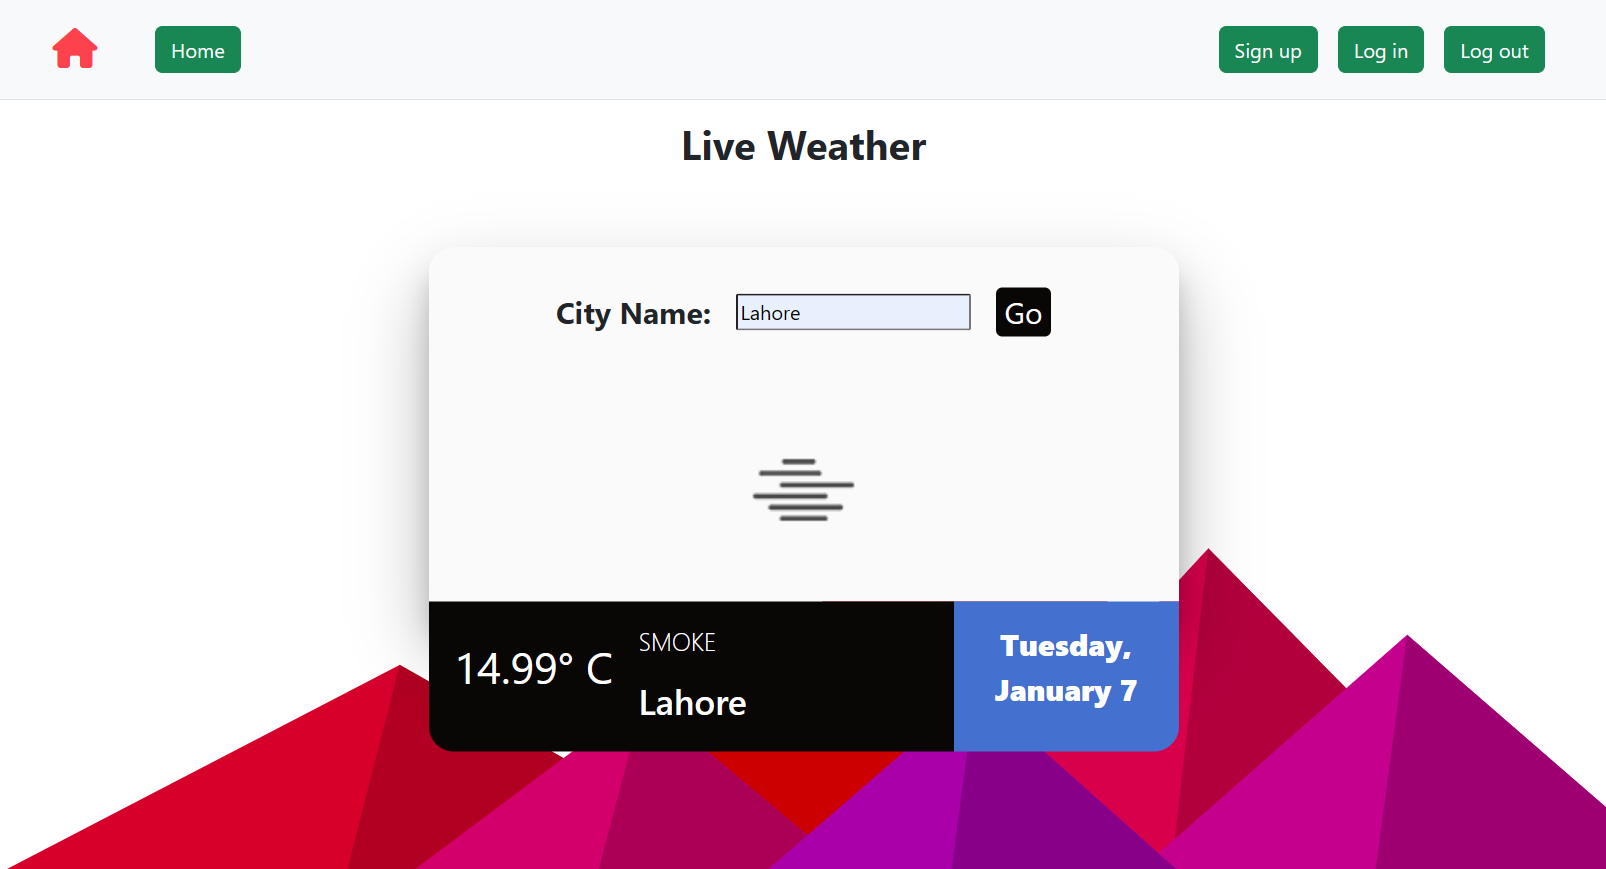 Home
Sign up
Log in
Log out
Live Weather
City Name:
Lahore
Go
14.99° C
SMOKE
Lahore
Tuesday,
January 7